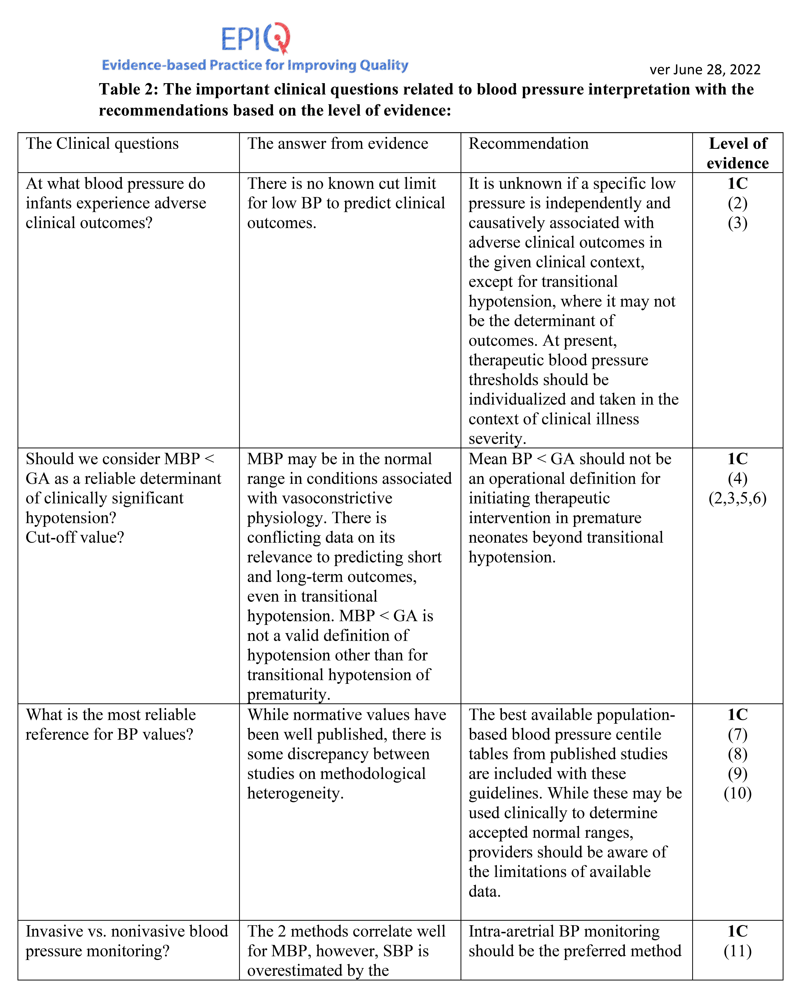 EPIQ
Evidence-based Practice for Improving Quality
ver June 28, 2022
Table 2: The important clinical questions related to blood pressure interpretation with the
recommendations based on the level of evidence:
The Clinical questions
The answer from evidence
Recommendation
Level of
evidence
At what blood pressure do
infants experience adverse
clinical outcomes?
There is no known cut limit
for low BP to predict clinical
outcomes.
It is unknown if a specific low
pressure is independently and
causatively associated with
adverse clinical outcomes in
the given clinical context,
except for transitional
hypotension, where it may not
be the determinant of
outcomes. At present,
therapeutic blood pressure
thresholds should be
individualized and taken in the
context of clinical illness
severity.
1C
(2)
(3)
Should we consider MBP <
GA as a reliable determinant
of clinically significant
hypotension?
Cut-off value?
MBP may be in the normal
range in conditions associated
with vasoconstrictive
physiology. There is
conflicting data on its
relevance to predicting short
and long-term outcomes,
even in transitional
hypotension. MBP < GA is
not a valid definition of
hypotension other than for
transitional hypotension of
prematurity.
Mean BP < GA should not be
an operational definition for
initiating therapeutic
intervention in premature
neonates beyond transitional
hypotension.
1C
(4)
(2,3,5,6)
What is the most reliable
reference for BP values?
While normative values have
been well published, there is
some discrepancy between
studies on methodological
heterogeneity.
The best available population-
based blood pressure centile
tables from published studies
are included with these
guidelines. While these may be
used clinically to determine
accepted normal ranges,
providers should be aware of
the limitations of available
data.
1C
(7)
(8)
(9)
(10)
Invasive vs. nonivasive blood
pressure monitoring?
The 2 methods correlate well
for MBP, however, SBP is
overestimated by the
Intra-aretrial BP monitoring
should be the preferred method
1C
(11)